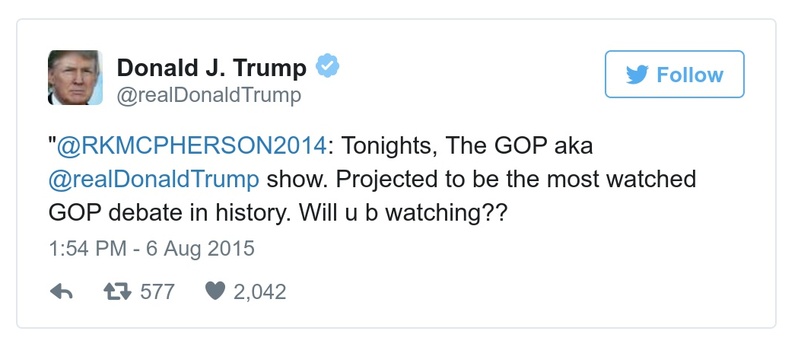 Donald J. Trump
@realDonaldTrump
Follow
"@RKMCPHERSON2014: Tonights, The GOP aka
@realDonaldTrump show. Projected to be the most watched
GOP debate in history. Will u b watching??
1:54 PM - 6 Aug 2015
577 2,042